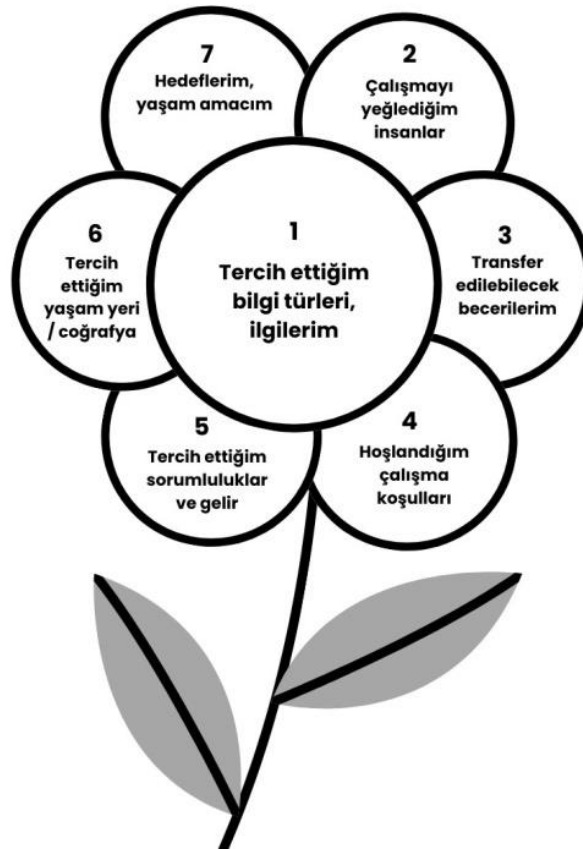 1
Tercih ettiğim
bilgi türleri,
ilgilerim
2
Çalışmayı
yeğlediğim
insanlar
3
Transfer
edilebilecek
becerilerim
4
Hoşlandığım
çalışma
koşulları
5
Tercih ettiğim
sorumluluklar
ve gelir
6
Tercih
ettiğim
yaşam yeri
/ coğrafya
7
Hedeflerim,
yaşam amacım